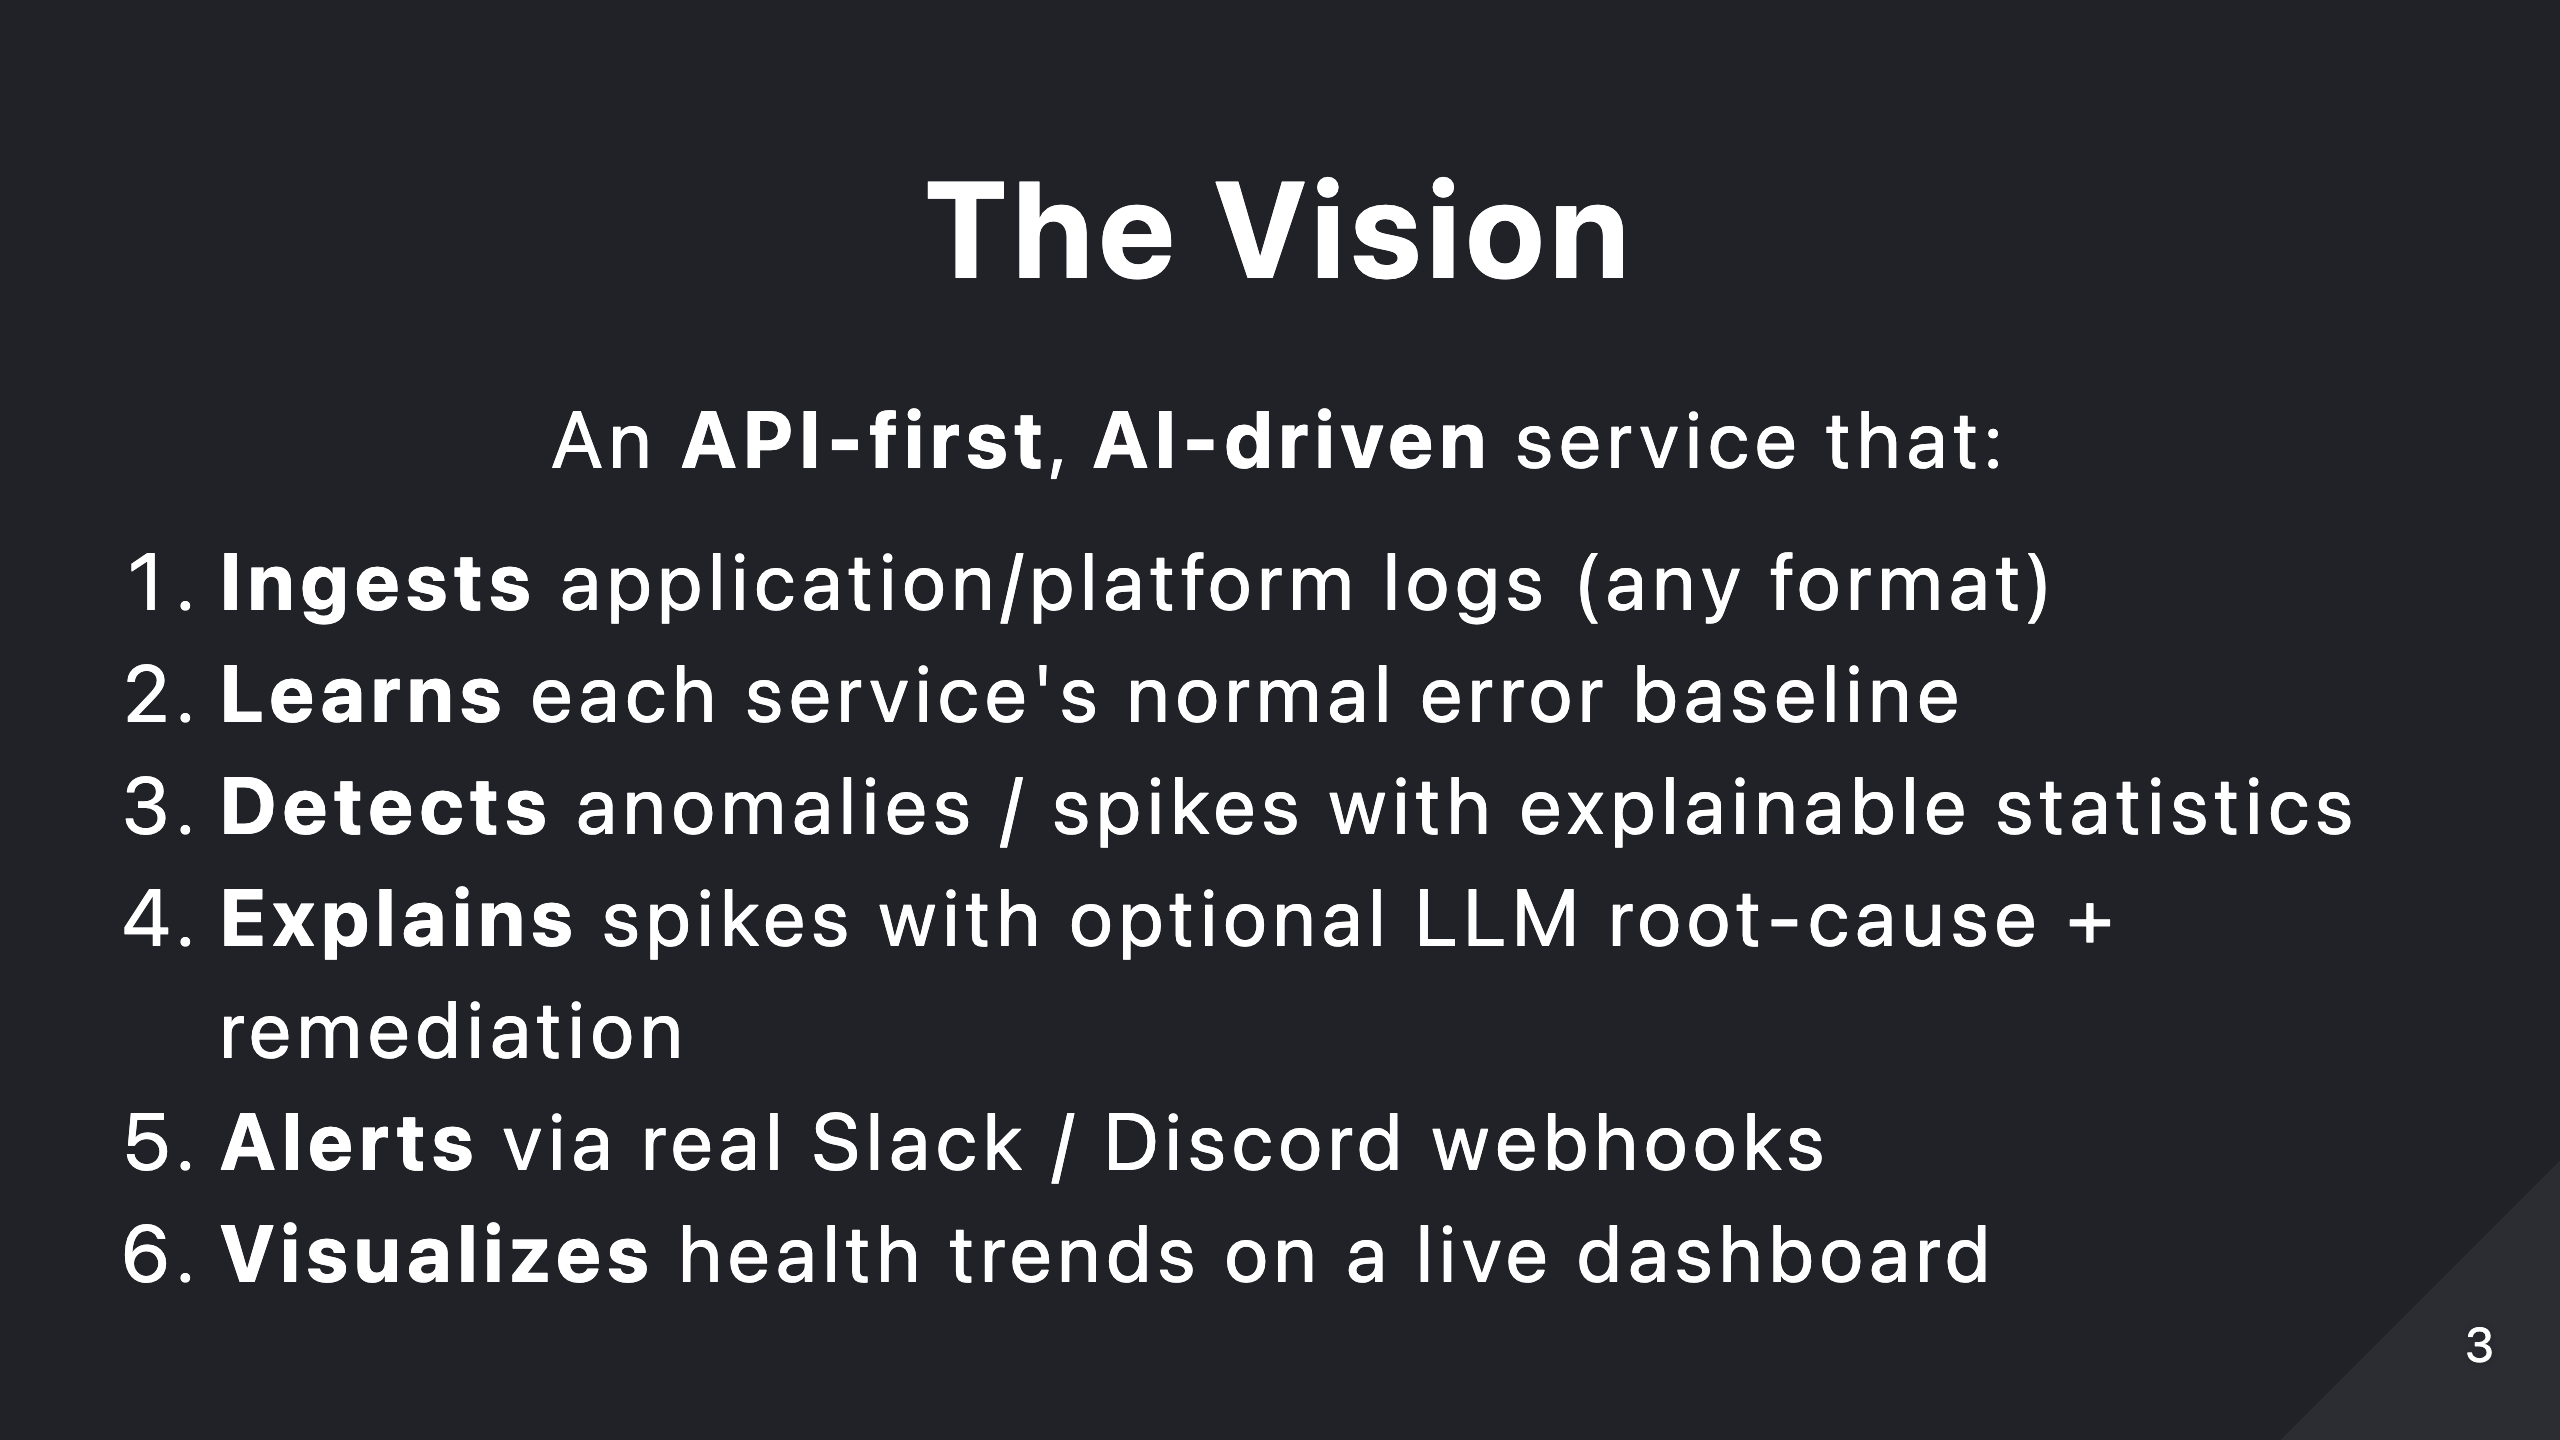 The Vision
An API-first, AI-driven service that:
1. Ingests application/platform logs (any format)
2. Learns each service's normal error baseline
3. Detects anomalies / spikes with explainable statistics
4. Explains spikes with optional LLM root-cause +
remediation
5. Alerts via real Slack / Discord webhooks
6. Visualizes health trends on a live dashboard
3